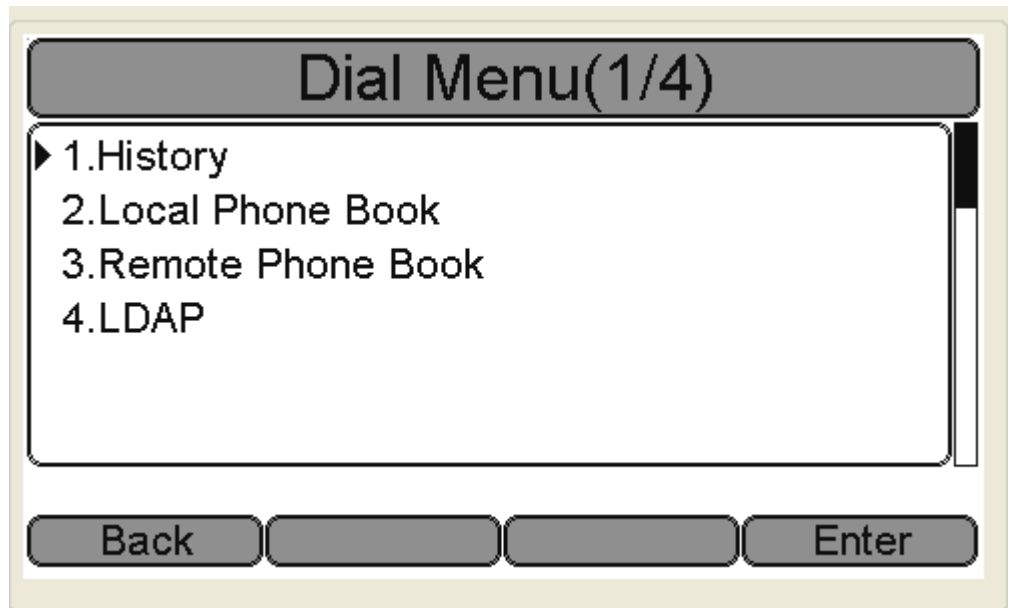 Dial Menu(1/4)
1.History
2.Local Phone Book
3.Remote Phone Book
4.LDAP
Back Enter